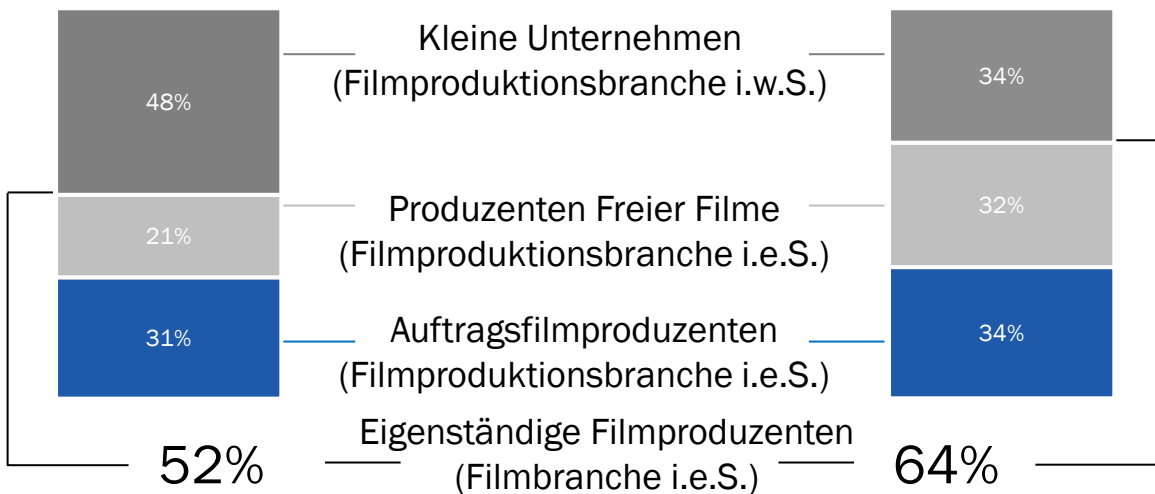 Kleine Unternehmen
(Filmproduktionsbranche i.w.S.)
48%
34%
Produzenten Freier Filme
(Filmproduktionsbranche i.e.S.)
21%
32%
Auftragsfilmproduzenten
(Filmproduktionsbranche i.e.S.)
31%
34%
Eigenständige Filmproduzenten
(Filmbranche i.e.S.)
52%
64%